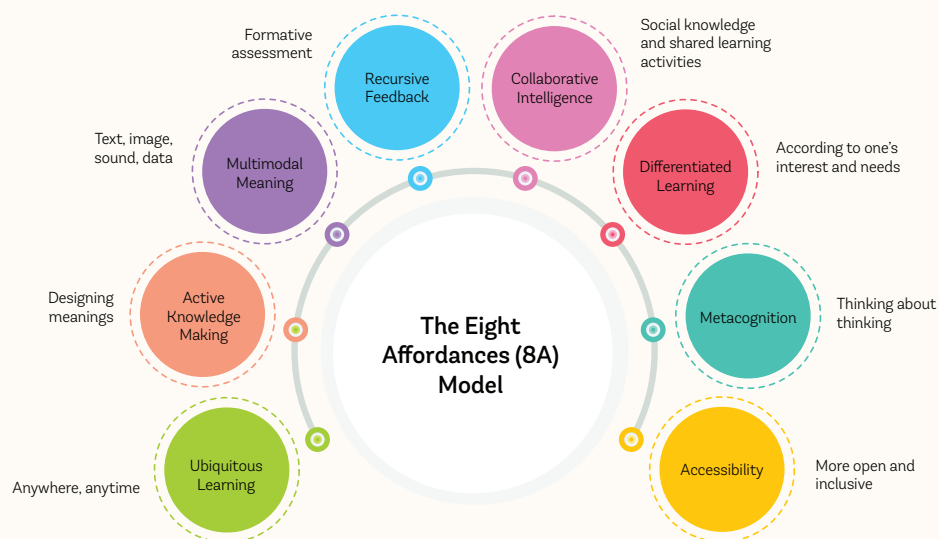 Formative
assessment
Recursive
Feedback
Collaborative
Intelligence
Social knowledge
and shared learning
activities
Text, image,
sound, data
Multimodal
Meaning
Differentiated
Learning
According to one’s
interest and needs
Designing
meanings
Active
Knowledge
Making
The Eight
Affordances (8A)
Model
Metacognition
Thinking about
thinking
Anywhere, anytime
Ubiquitous
Learning
Accessibility
More open and
inclusive